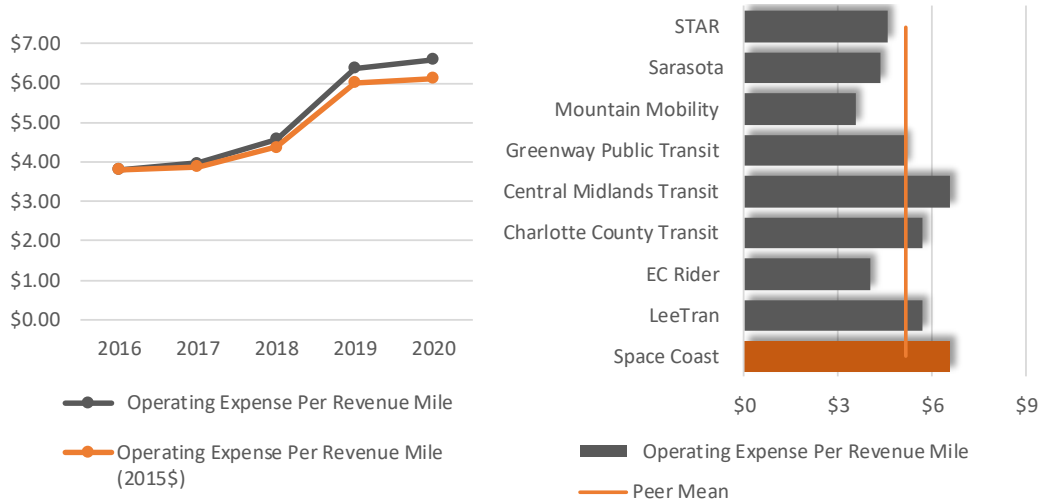 $7.00
$6.00
$5.00
$4.00
$3.00
$2.00
$1.00
$0.00
2016 2017 2018 2019 2020
Operating Expense Per Revenue Mile
Operating Expense Per Revenue Mile
(2015$)
STAR
Sarasota
Mountain Mobility
Greenway Public Transit
Central Midlands Transit
Charlotte County Transit
EC Rider
LeeTran
Space Coast
$0 $3 $6 $9
Operating Expense Per Revenue Mile
Peer Mean